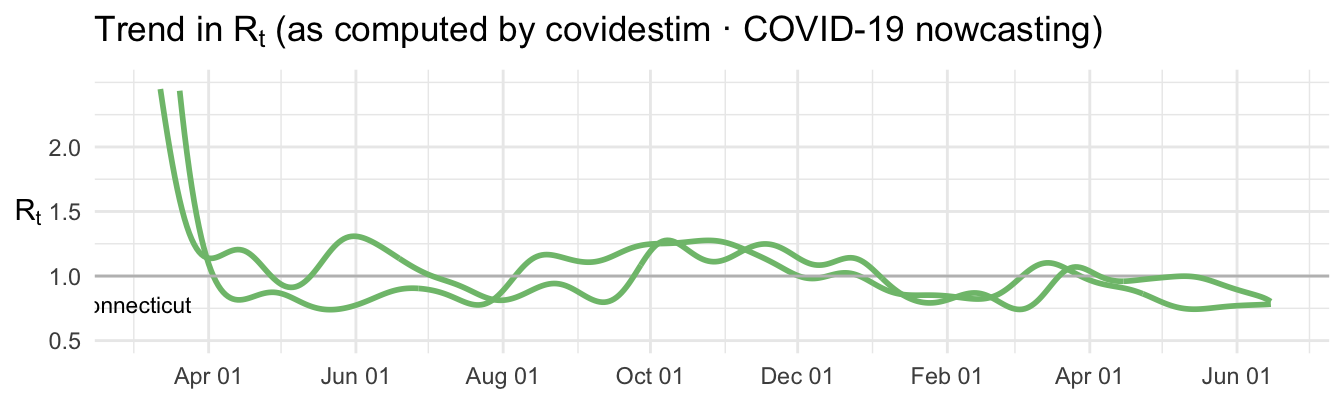 Trend in Rt (as computed by covidestim · COVID-19 nowcasting)
2.0
Rt 1.5
1.0
onnecticut
0.5
Apr 01 Jun 01 Aug 01 Oct 01 Dec 01 Feb 01 Apr 01 Jun 01